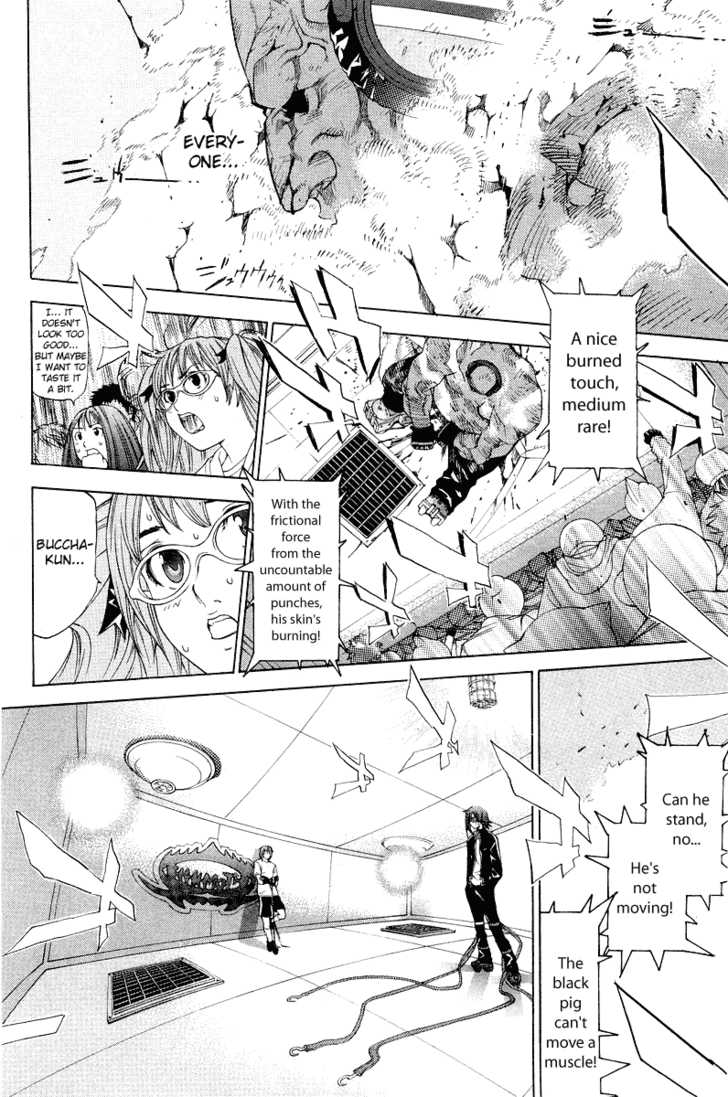 EVERY-
ONE...
A nice
burned
touch,
medium
rare!
I... IT
DOESN'T
LOOK TOO
GOOD...
BUT MAYBE
I WANT TO
TASTE IT
A BIT.
With the
frictional
force
from the
uncountable
amount of
punches,
his skin's
burning!
BUCCHA-
KUN...
Can he
stand,
no...
He's
not
moving!
The
black
pig
can't
move a
muscle!